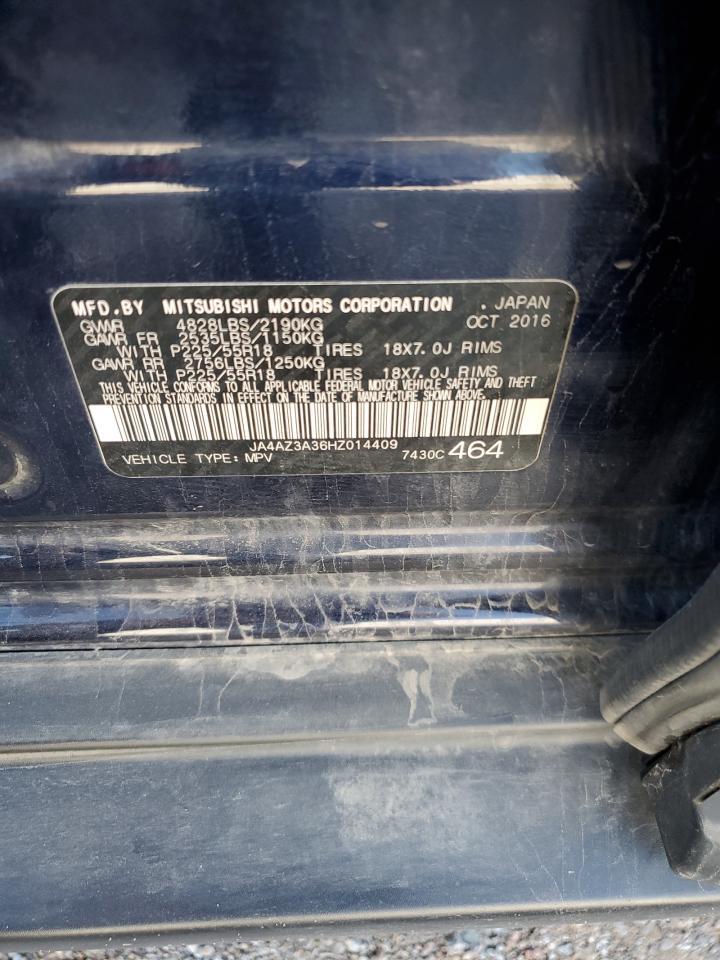 MFD.BY MITSUBISHI MOTORS CORPORATION . JAPAN
GVWR 4828LBS/2190KG OCT 2016
GAWR FR 2535LBS/1150KG
WITH P225/55R18 TIRES 18X7.0J RIMS
GAWR RR 2756LBS/1250KG
WITH P225/55R18 TIRES 18X7.0J RIMS
THIS VEHICLE CONFORMS TO ALL APPLICABLE FEDERAL MOTOR VEHICLE SAFETY AND THEFT
PREVENTION STANDARDS IN EFFECT ON THE DATE OF MANUFACTURE SHOWN ABOVE.
JA4AZ3A36HZ014409
VEHICLE TYPE: MPV 7430C 464